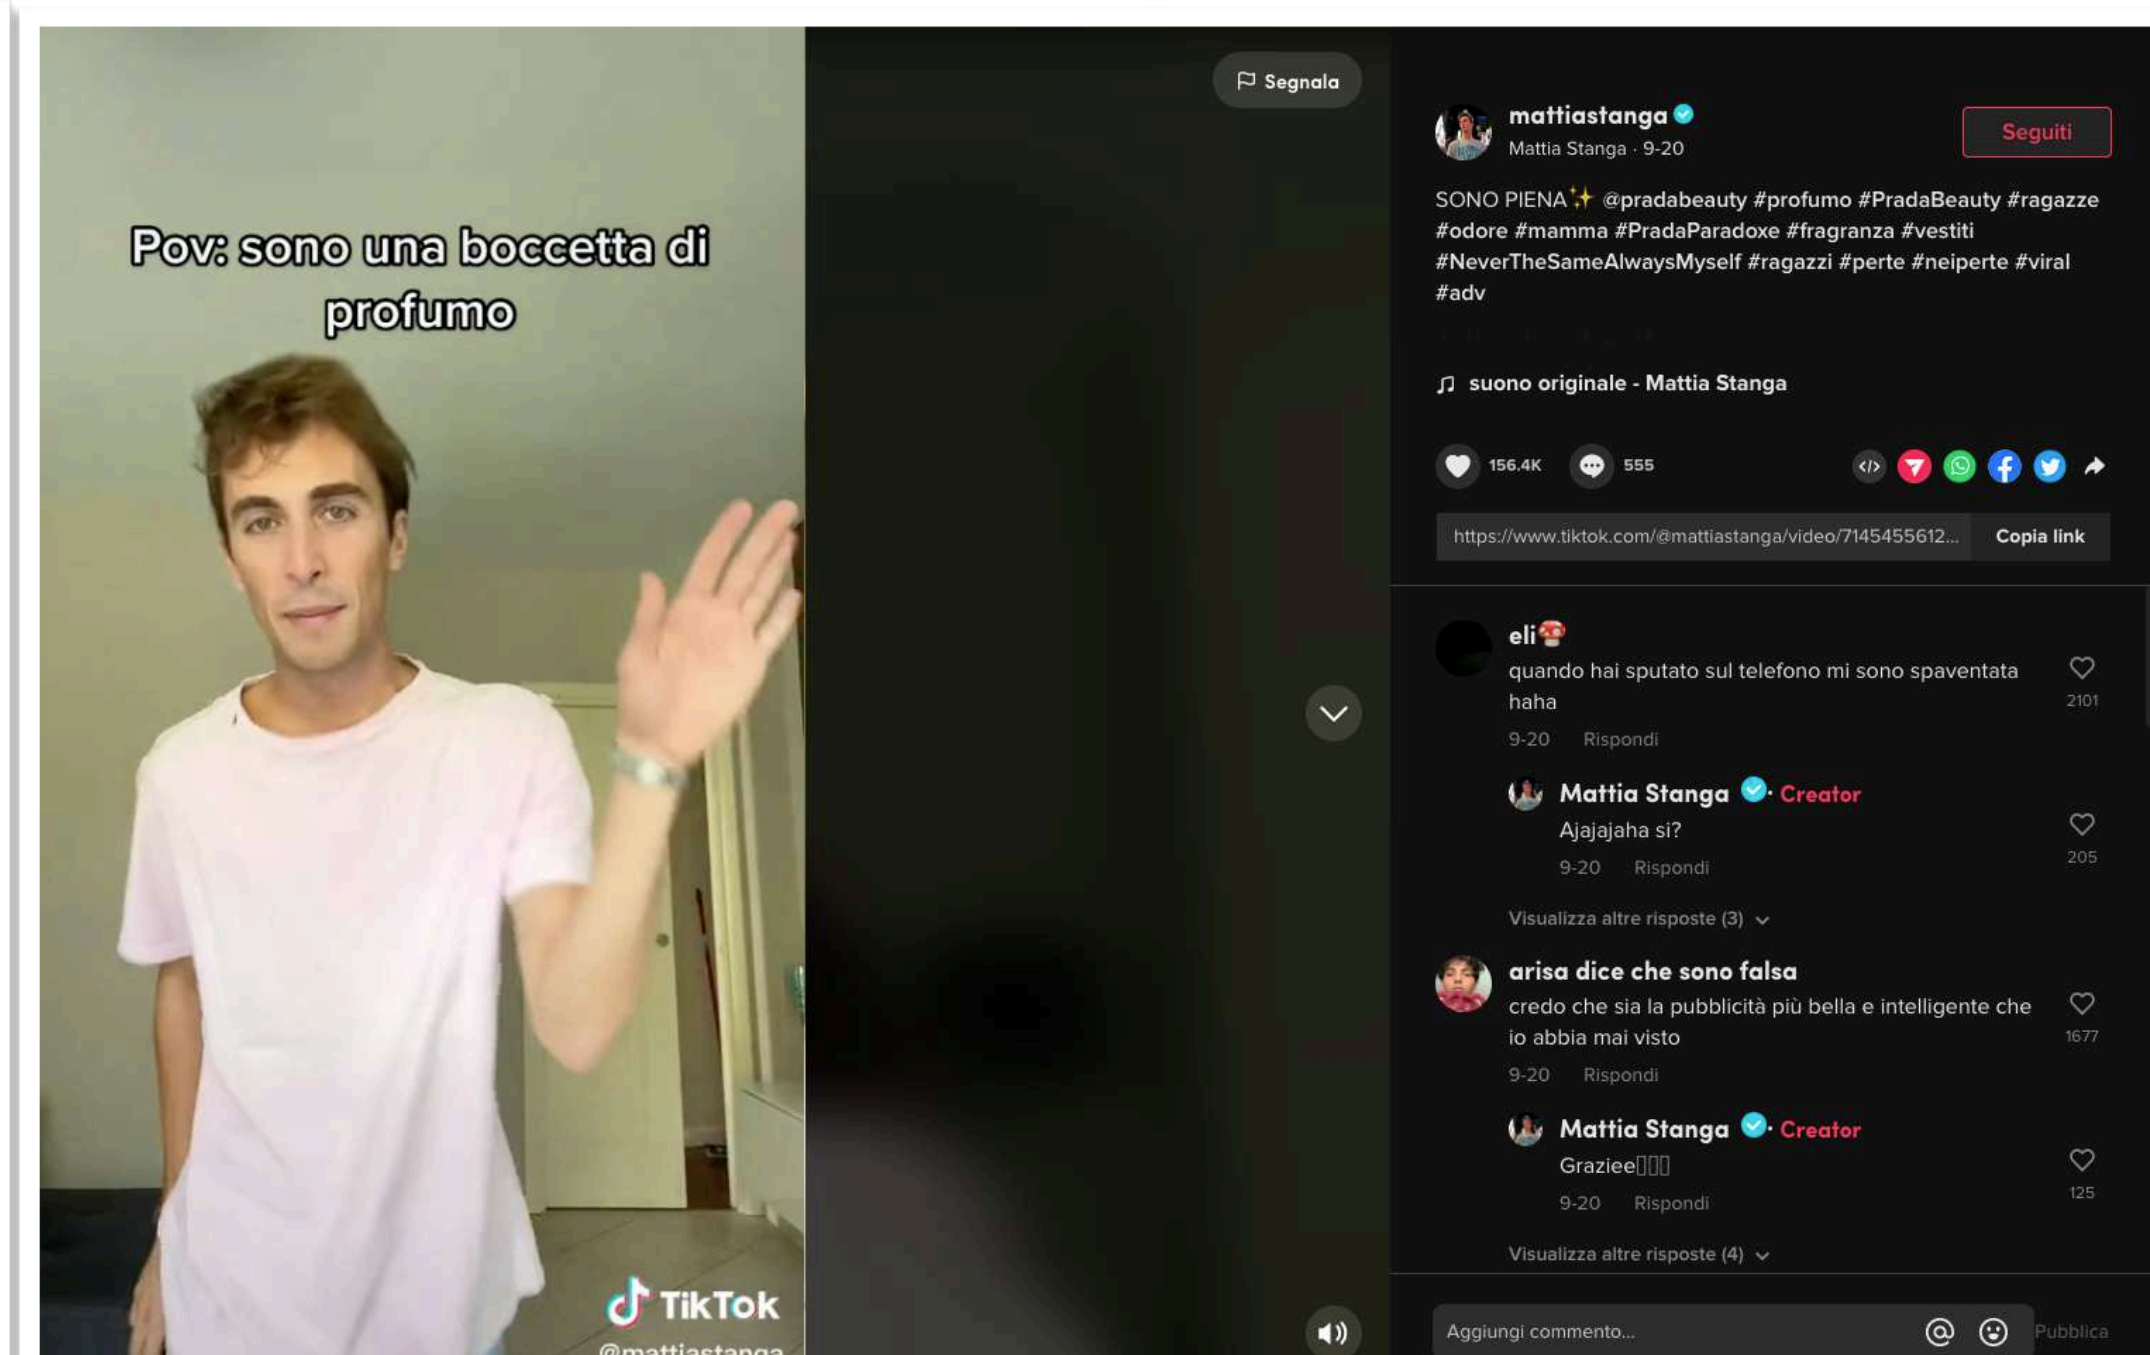 Pov: sono una boccetta di
profumo
TikTok
@mattiastanga
Segnala
mattiastanga
Mattia Stanga · 9-20
Seguiti
SONO PIENA✨ @pradabeauty #profumo #PradaBeauty #ragazze
#odore #mamma #PradaParadoxe #fragranza #vestiti
#NeverTheSameAlwaysMyself #ragazzi #perte #neiperte #viral
#adv
suono originale - Mattia Stanga
156.4K 555
https://www.tiktok.com/@mattiastanga/video/7145455612... Copia link
eli🍄
quando hai sputato sul telefono mi sono spaventata
haha
2101
9-20 Rispondi
Mattia Stanga · Creator
Ajajajaha si?
205
9-20 Rispondi
Visualizza altre risposte (3)
arisa dice che sono falsa
credo che sia la pubblicità più bella e intelligente che
io abbia mai visto
1677
9-20 Rispondi
Mattia Stanga · Creator
Graziee
125
9-20 Rispondi
Visualizza altre risposte (4)
Aggiungi commento... Pubblica